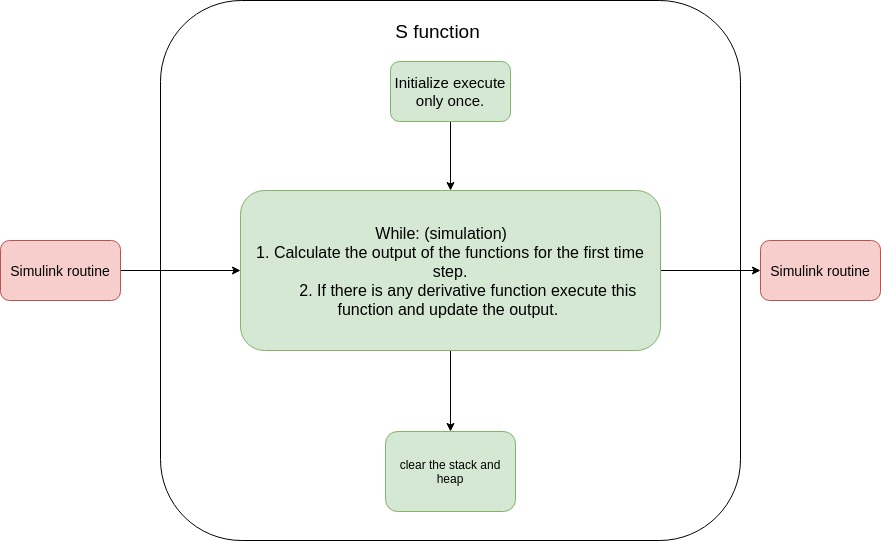 S function
Initialize execute
only once.
While: (simulation)
1. Calculate the output of the functions for the first time
step.
2. If there is any derivative function execute this
function and update the output.
Simulink routine
Simulink routine
clear the stack and
heap